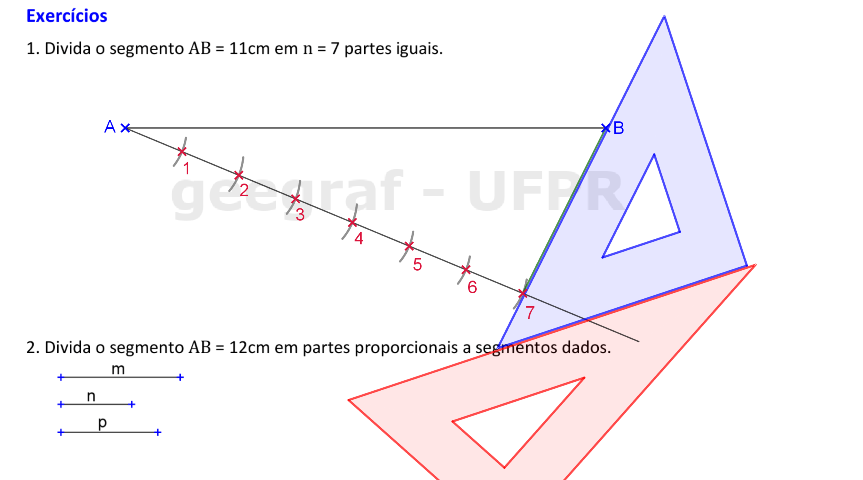 Exercícios
1. Divida o segmento AB = 11cm em n = 7 partes iguais.
A
B
1
2
3
4
5
6
7
geegraf - UFPR
2. Divida o segmento AB = 12cm em partes proporcionais a segmentos dados.
m
n
p